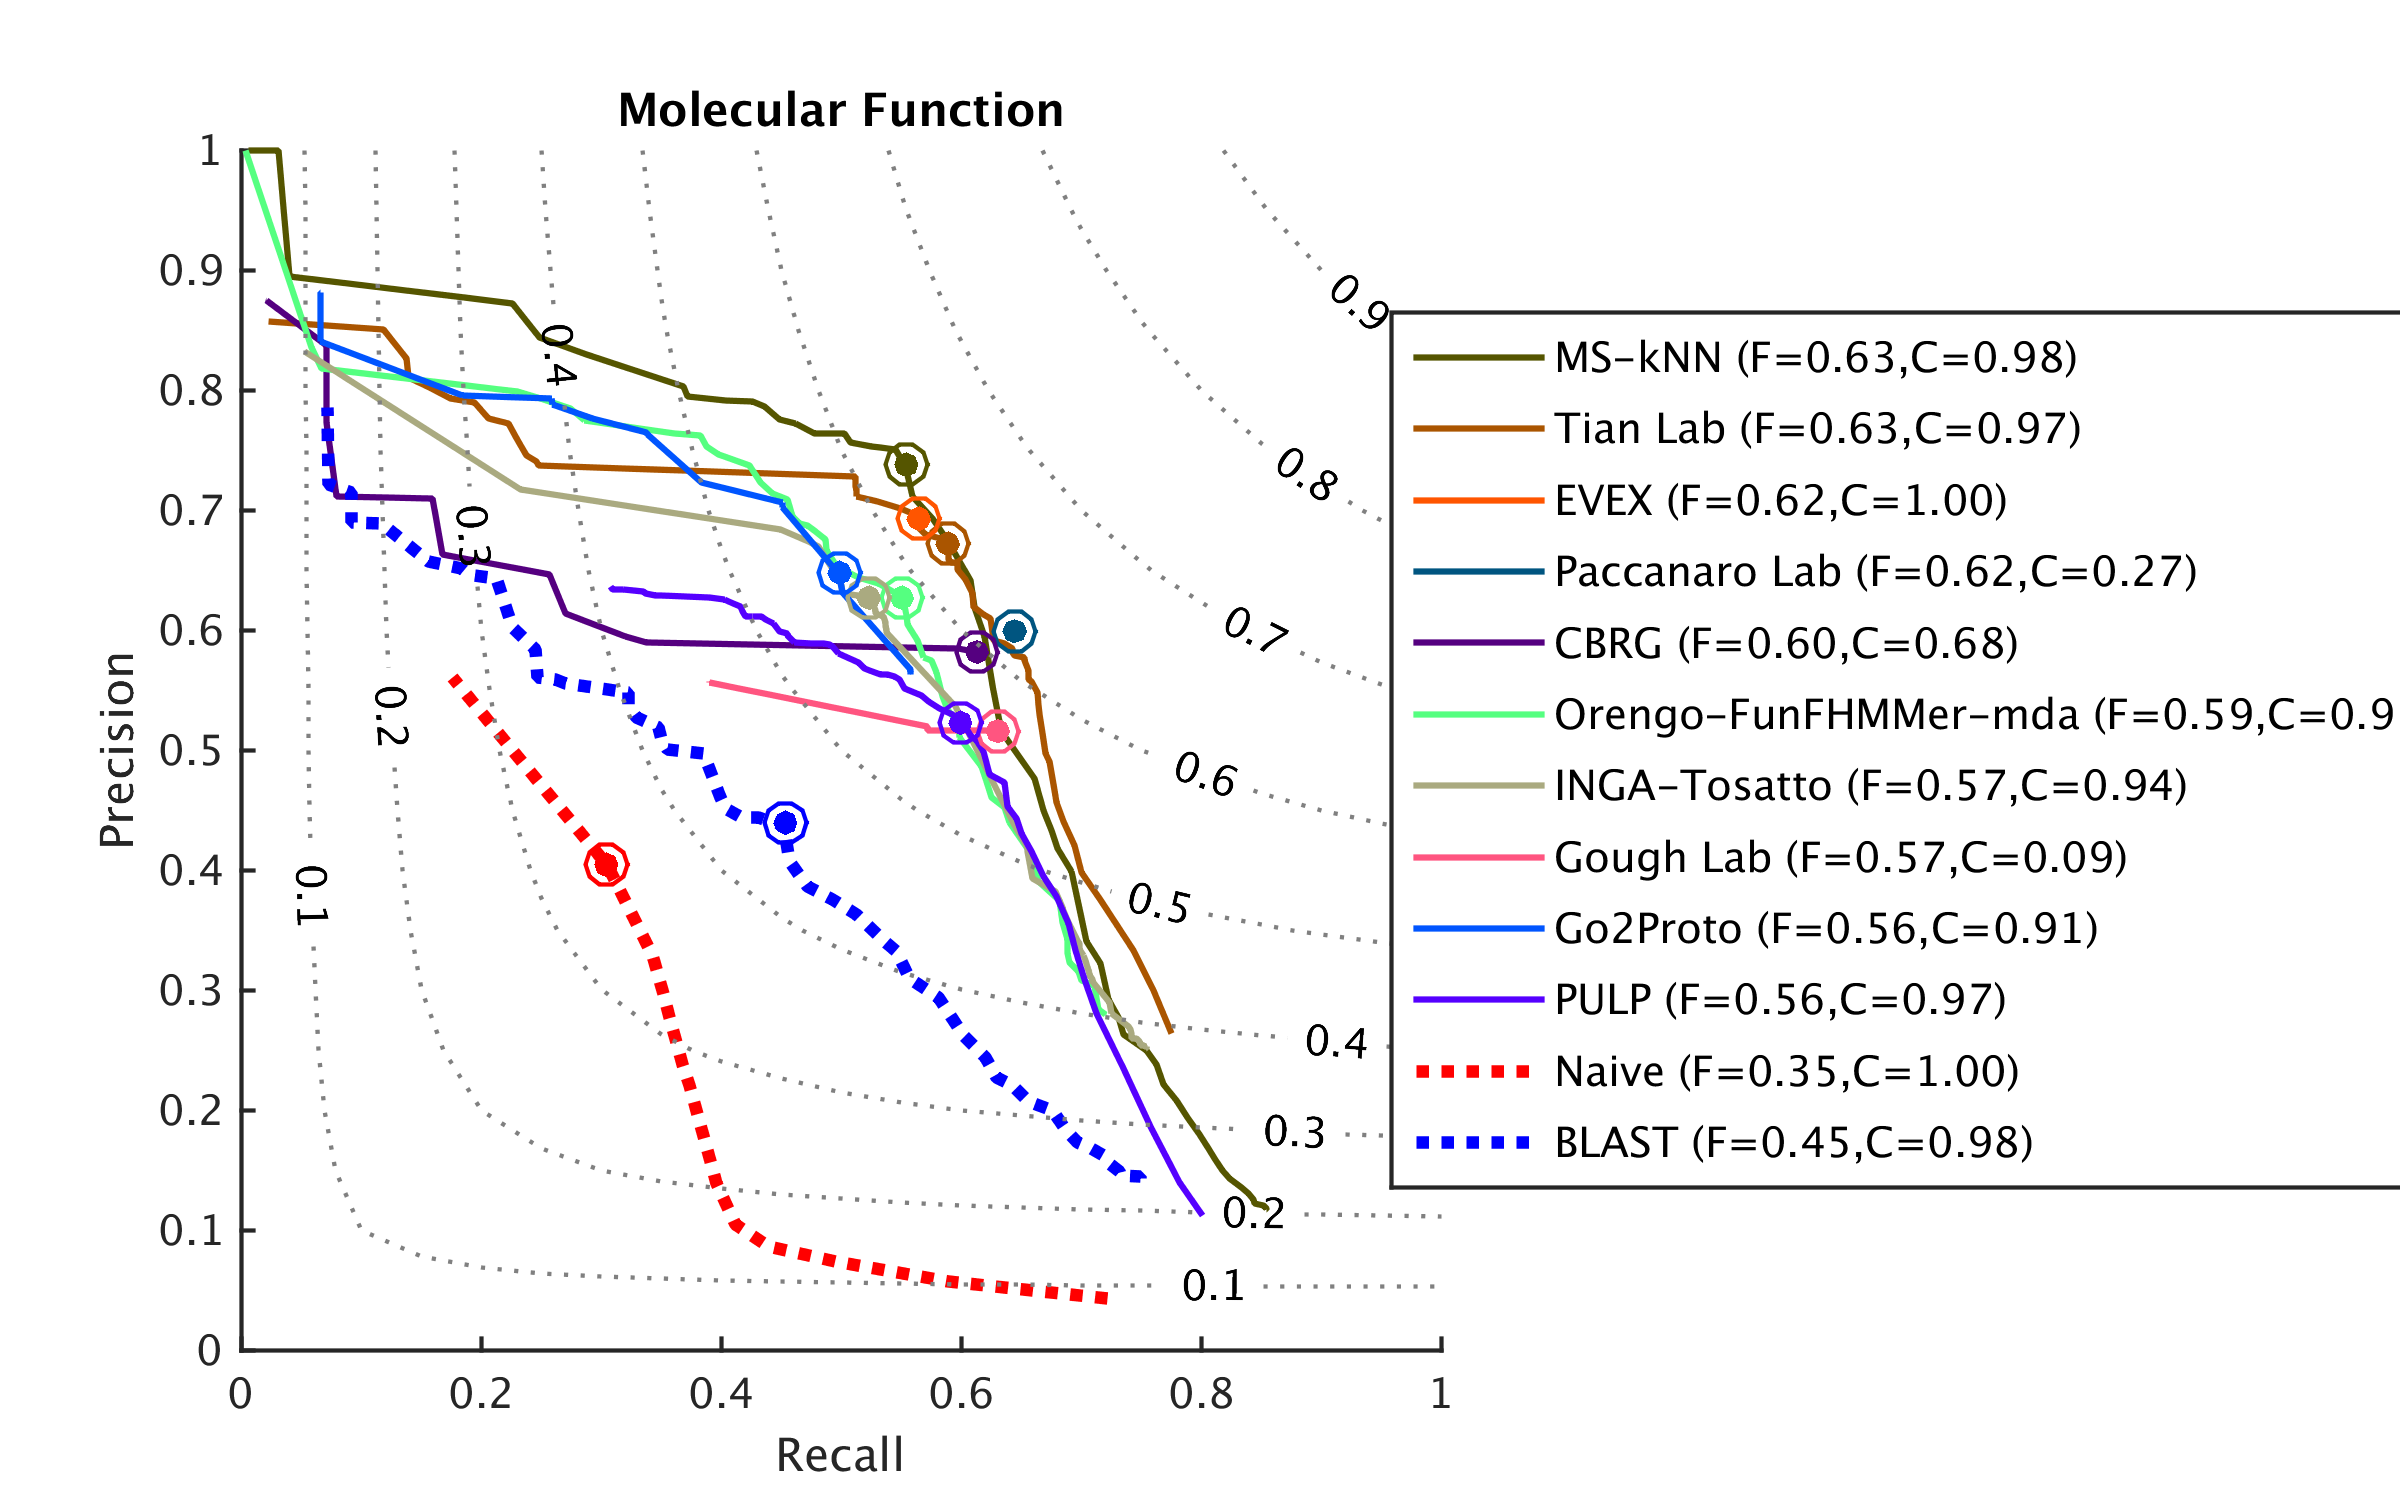 Molecular Function
1
0.9
0.8
0.7
0.6
0.5
0.4
0.3
0.2
0.1
0
Precision
0
0.2
0.4
0.6
0.8
1
Recall
0.9
0.8
0.7
0.6
0.5
0.4
0.3
0.2
0.1
0.4
0.3
0.2
0.1
MS-kNN (F=0.63,C=0.98)
Tian Lab (F=0.63,C=0.97)
EVEX (F=0.62,C=1.00)
Paccanaro Lab (F=0.62,C=0.27)
CBRG (F=0.60,C=0.68)
Orengo-FunFHMMer-mda (F=0.59,C=0.9
INGA-Tosatto (F=0.57,C=0.94)
Gough Lab (F=0.57,C=0.09)
Go2Proto (F=0.56,C=0.91)
PULP (F=0.56,C=0.97)
Naive (F=0.35,C=1.00)
BLAST (F=0.45,C=0.98)